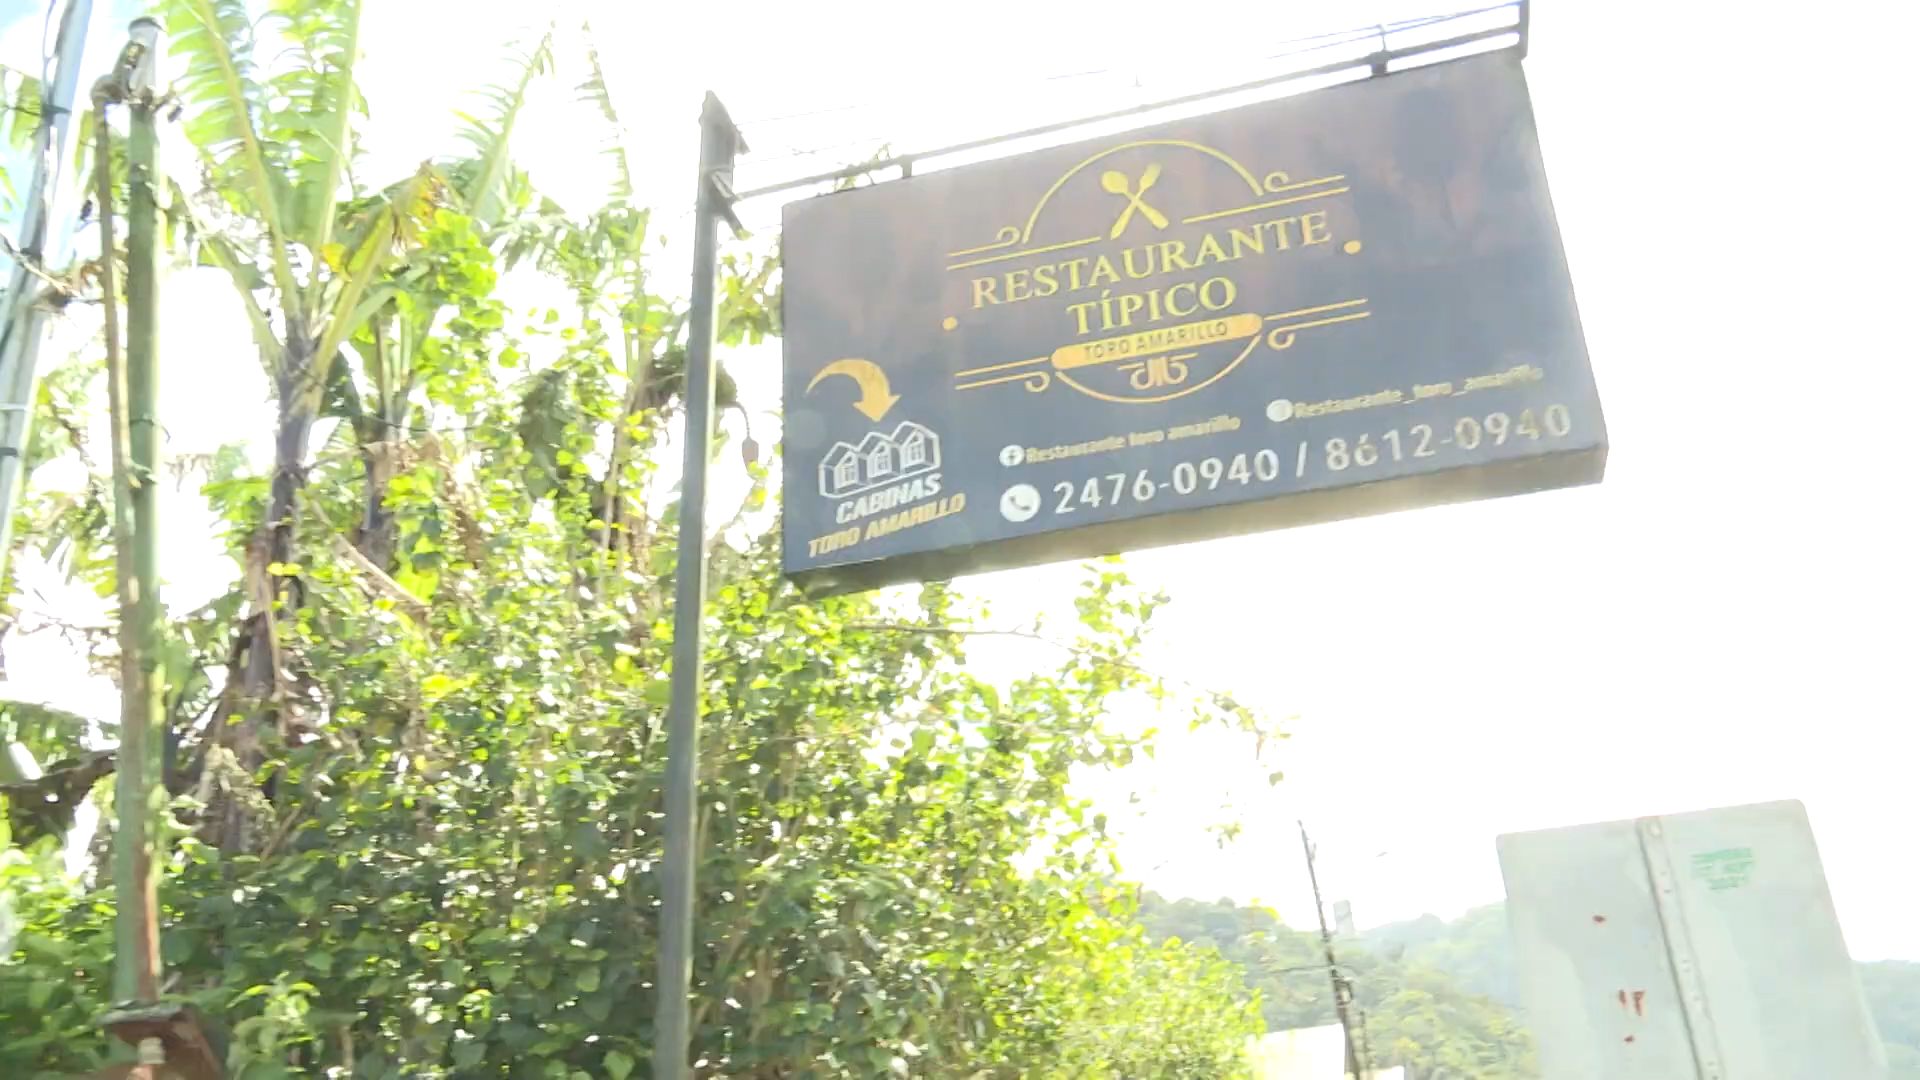 RESTAURANTE
TÍPICO
TORO AMARILLO
Restaurante toro amarillo
Restaurante_toro_amarillo
2476-0940 / 8612-0940
CABINAS
TORO AMARILLO